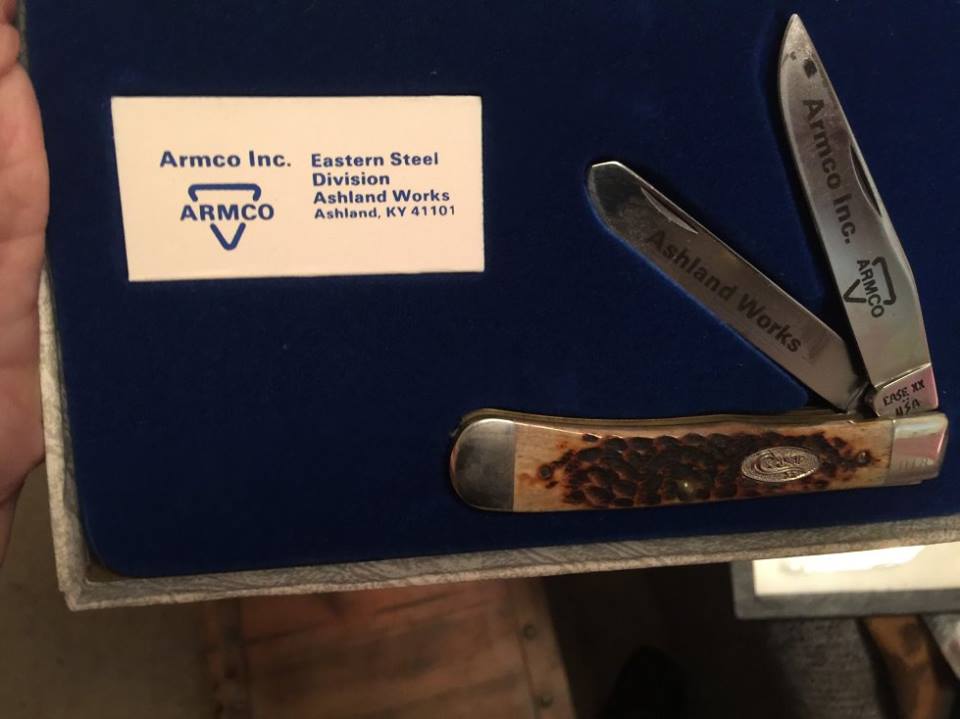 Armco Inc.
ARMCO
Eastern Steel
Division
Ashland Works
Ashland, KY 41101
Armco Inc.
ARMCO
Ashland Works
CASE XX
USA
CASE